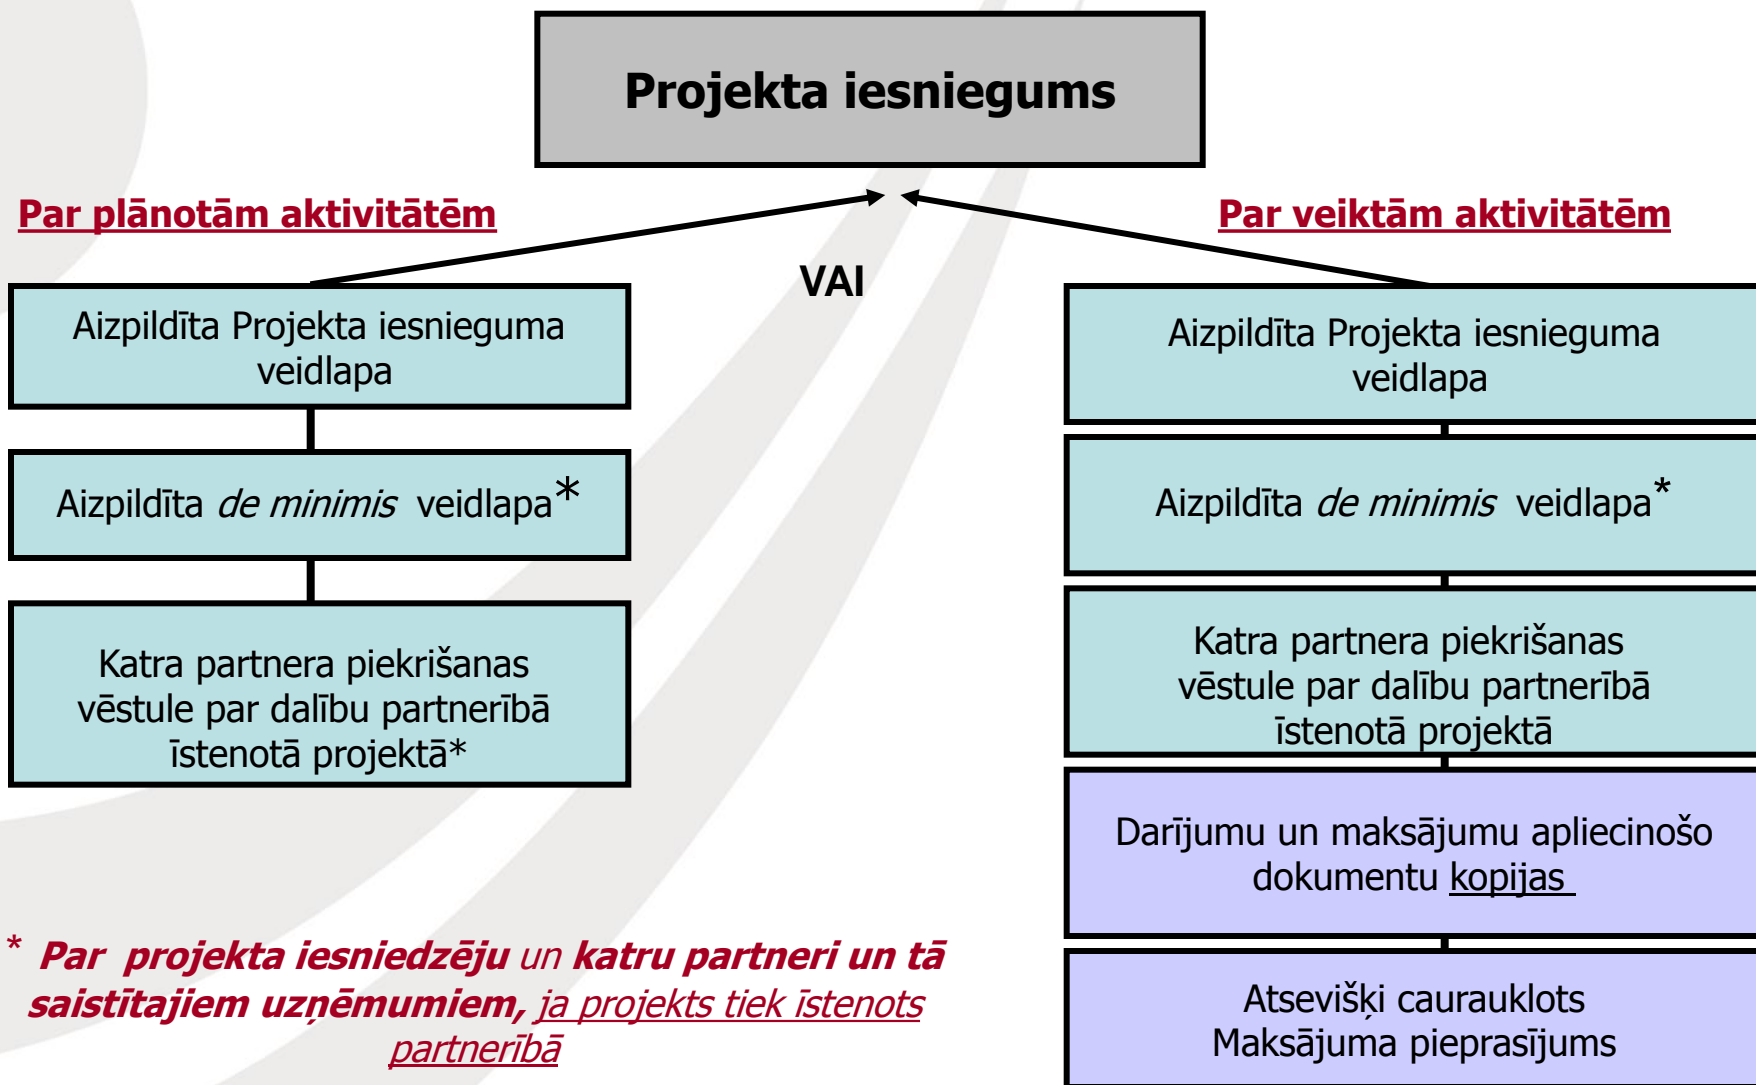 Projekta iesniegums
Par plānotām aktivitātēm
Par veiktām aktivitātēm
VAI
Aizpildīta Projekta iesnieguma
veidlapa
Aizpildīta de minimis veidlapa*
Katra partnera piekrišanas
vēstule par dalību partnerībā
īstenotā projektā*
Aizpildīta Projekta iesnieguma
veidlapa
Aizpildīta de minimis veidlapa*
Katra partnera piekrišanas
vēstule par dalību partnerībā
īstenotā projektā
Darījumu un maksājumu apliecinošo
dokumentu kopijas
Atsevišķi caurauklots
Maksājuma pieprasījums
* Par projekta iesniedzēju un katru partneri un tā
saistītajiem uzņēmumiem, ja projekts tiek īstenots
partnerībā